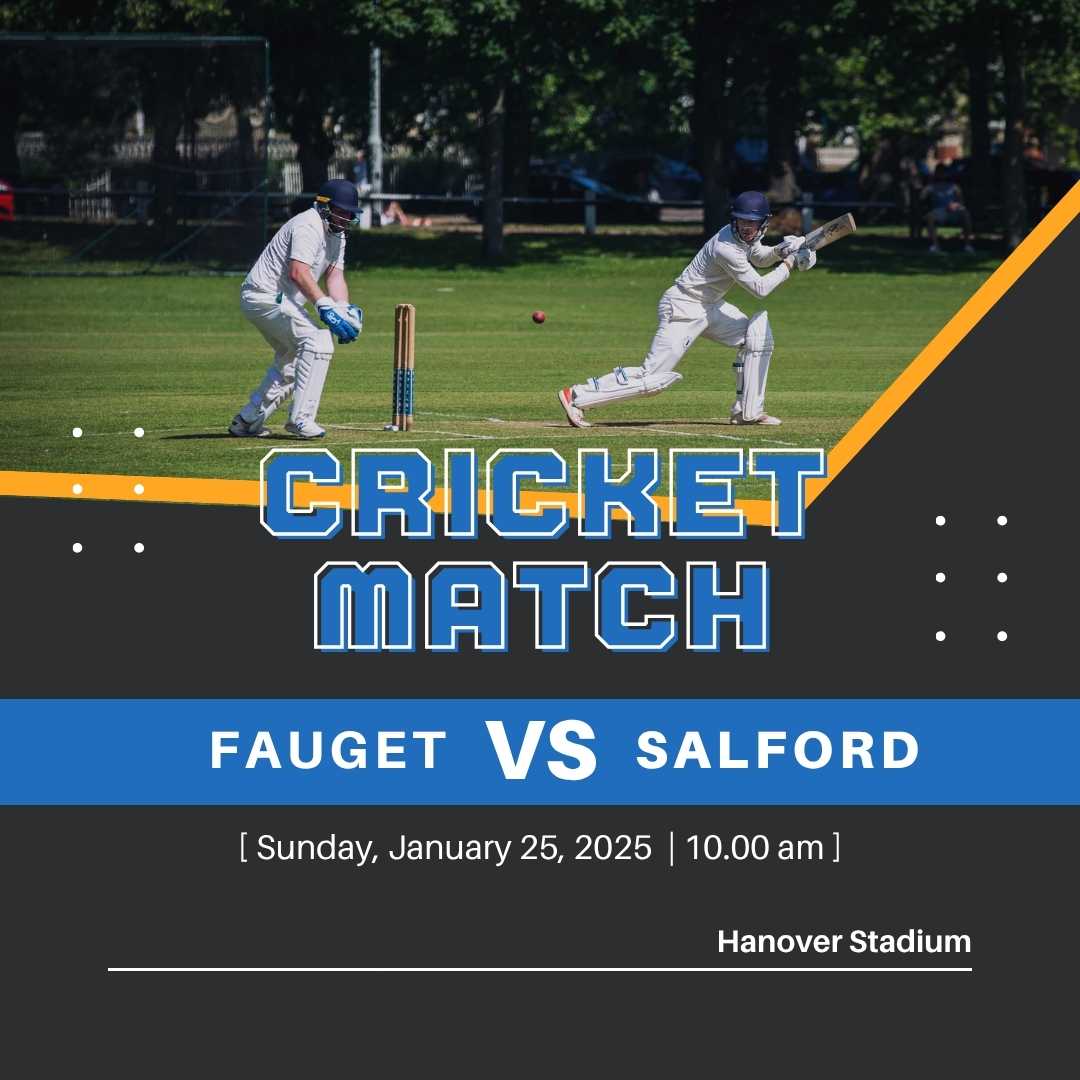 CRICKET
MATCH
FAUGET VS SALFORD
[ Sunday, January 25, 2025 | 10.00 am ]
Hanover Stadium